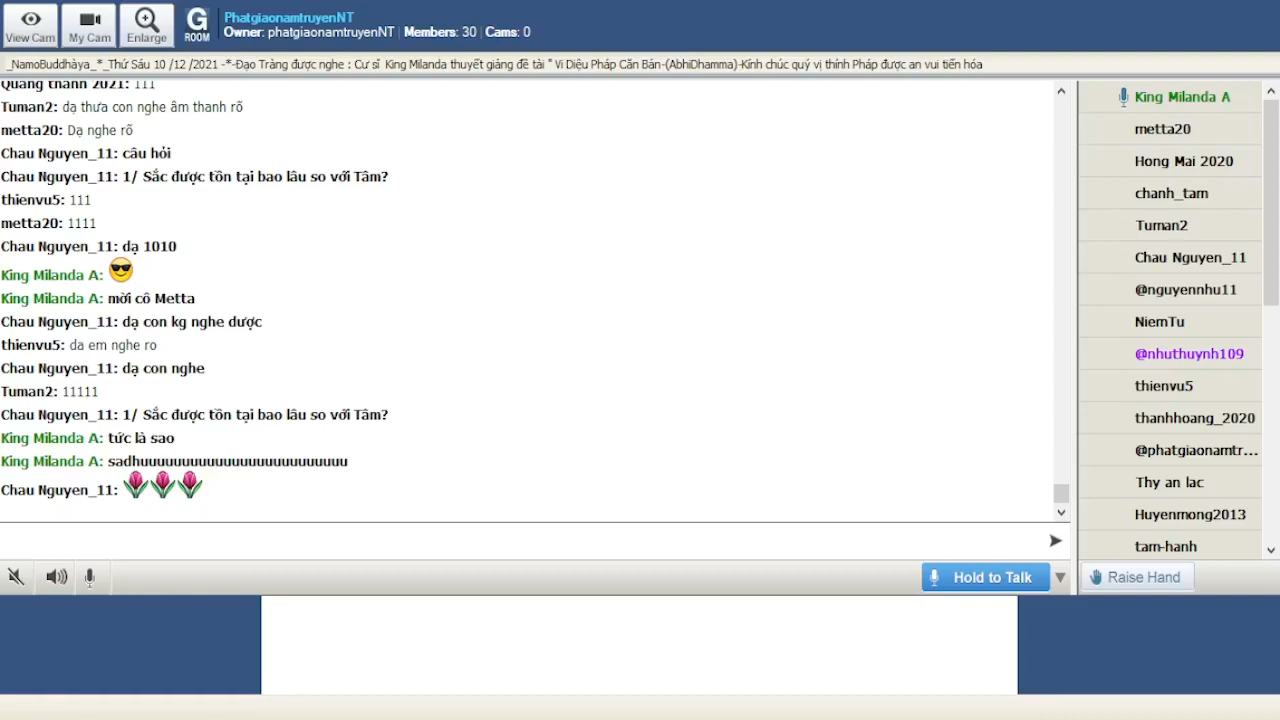 View Cam
My Cam
Enlarge
G
ROOM
PhatgiaonamtruyenNT
Owner: phatgiaonamtruyenNT | Members: 30 | Cams: 0
_NamoBuddhàya_*_Thứ Sáu 10 /12 /2021 -*-Đạo Tràng được nghe : Cư sĩ King Milanda thuyết giảng đề tài " Vi Diệu Pháp Căn Bản-(AbhiDhamma)-Kính chúc quý vị thính Pháp được an vui tiến hóa
Quang thanh 2021: 111
Tuman2: dạ thưa con nghe âm thanh rõ
metta20: Dạ nghe rõ
Chau Nguyen_11: câu hỏi
Chau Nguyen_11: 1/ Sắc được tồn tại bao lâu so với Tâm?
thienvu5: 111
metta20: 1111
Chau Nguyen_11: dạ 1010
King Milanda A:
King Milanda A: mời cô Metta
Chau Nguyen_11: dạ con kg nghe dược
thienvu5: da em nghe ro
Chau Nguyen_11: dạ con nghe
Tuman2: 11111
Chau Nguyen_11: 1/ Sắc được tồn tại bao lâu so với Tâm?
King Milanda A: tức là sao
King Milanda A: sadhuuuuuuuuuuuuuuuuuuuuuuuuu
Chau Nguyen_11:
King Milanda A
metta20
Hong Mai 2020
chanh_tam
Tuman2
Chau Nguyen_11
@nguyennhu11
NiemTu
@nhuthuynh109
thienvu5
thanhhoang_2020
@phatgiaonamtr...
Thy an lac
Huyenmong2013
tam-hanh
Hold to Talk
Raise Hand